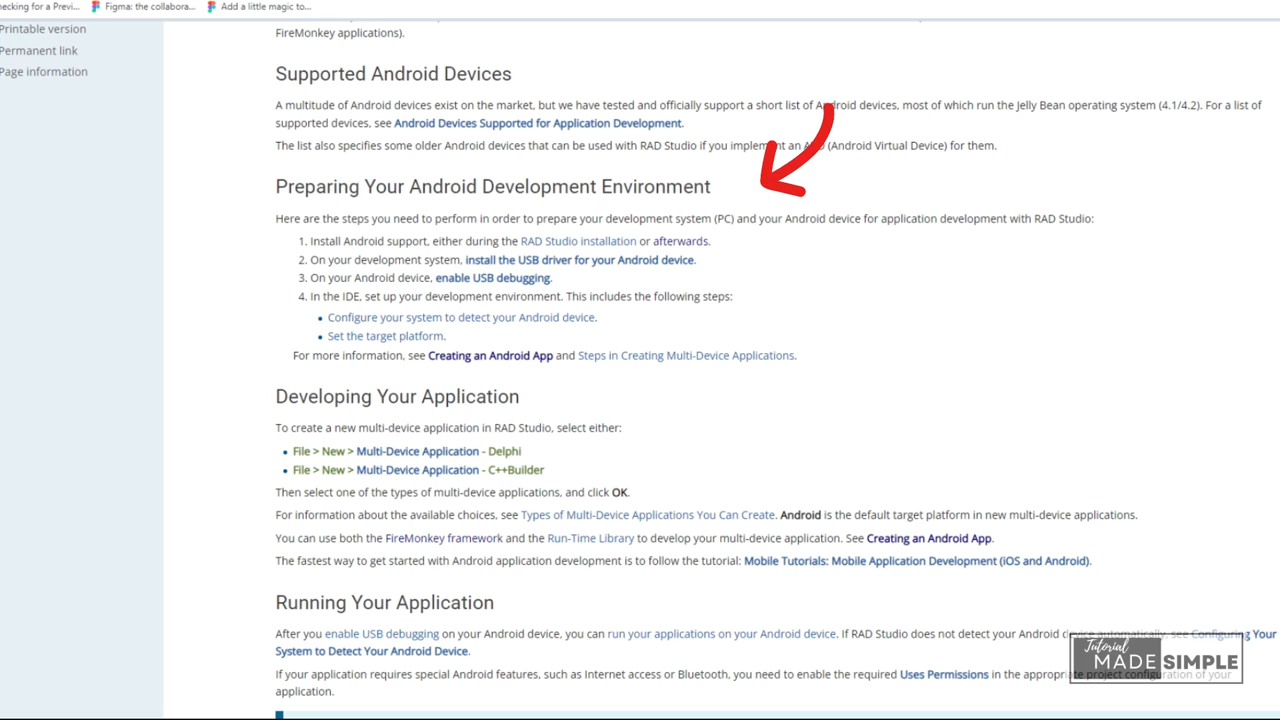 hecking for a Previ... Figma: the collabora... Add a little magic to...
Printable version
Permanent link
Page information
FireMonkey applications).
Supported Android Devices
A multitude of Android devices exist on the market, but we have tested and officially support a short list of Android devices, most of which run the Jelly Bean operating system (4.1/4.2). For a list of
supported devices, see Android Devices Supported for Application Development.
The list also specifies some older Android devices that can be used with RAD Studio if you implement an AVD (Android Virtual Device) for them.
Preparing Your Android Development Environment
Here are the steps you need to perform in order to prepare your development system (PC) and your Android device for application development with RAD Studio:
1. Install Android support, either during the RAD Studio installation or afterwards.
2. On your development system, install the USB driver for your Android device.
3. On your Android device, enable USB debugging.
4. In the IDE, set up your development environment. This includes the following steps:
• Configure your system to detect your Android device.
• Set the target platform.
For more information, see Creating an Android App and Steps in Creating Multi-Device Applications.
Developing Your Application
To create a new multi-device application in RAD Studio, select either:
• File > New > Multi-Device Application - Delphi
• File > New > Multi-Device Application - C++Builder
Then select one of the types of multi-device applications, and click OK.
For information about the available choices, see Types of Multi-Device Applications You Can Create. Android is the default target platform in new multi-device applications.
You can use both the FireMonkey framework and the Run-Time Library to develop your multi-device application. See Creating an Android App.
The fastest way to get started with Android application development is to follow the tutorial: Mobile Tutorials: Mobile Application Development (iOS and Android).
Running Your Application
After you enable USB debugging on your Android device, you can run your applications on your Android device. If RAD Studio does not detect your Android device automatically, see Configuring Your
System to Detect Your Android Device.
If your application requires special Android features, such as Internet access or Bluetooth, you need to enable the required Uses Permissions in the appropriate project configuration of your
application.
Tutorial
MADE SIMPLE